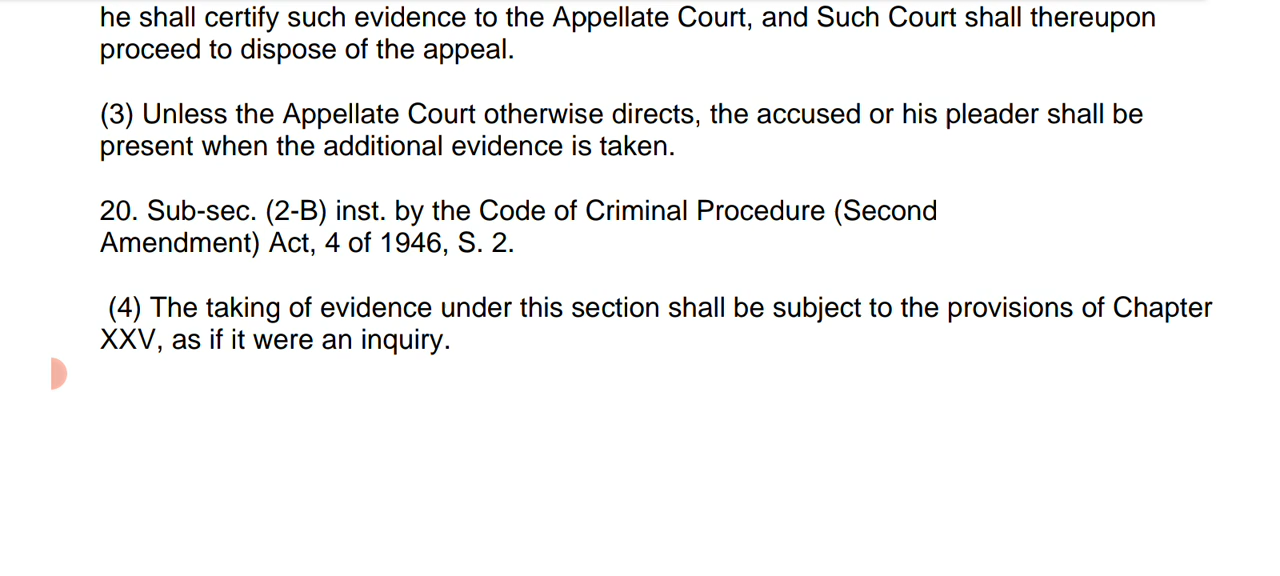 he shall certify such evidence to the Appellate Court, and Such Court shall thereupon
proceed to dispose of the appeal.
(3) Unless the Appellate Court otherwise directs, the accused or his pleader shall be
present when the additional evidence is taken.
20. Sub-sec. (2-B) inst. by the Code of Criminal Procedure (Second
Amendment) Act, 4 of 1946, S. 2.
(4) The taking of evidence under this section shall be subject to the provisions of Chapter
XXV, as if it were an inquiry.